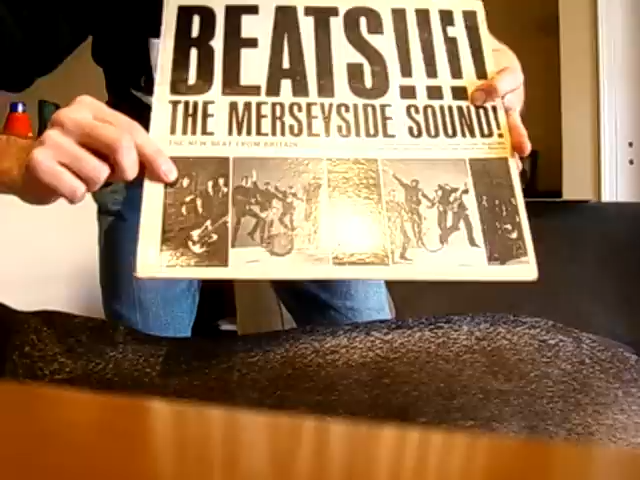 BEATS!!!!
THE MERSEYSIDE SOUND!
THE NEW BEAT FROM BRITAIN